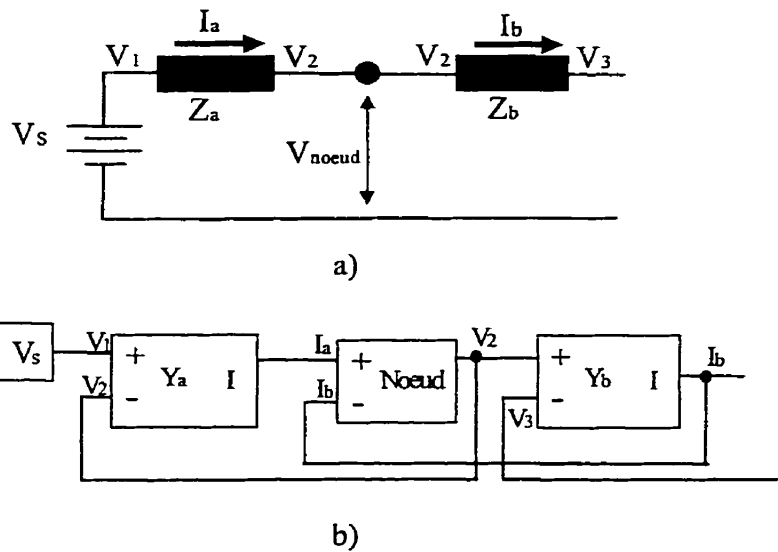 Ia Ib
V1 V2 V2 V3
Za Zb
Vs
Vnoeud
a)
Vs V1 + Ya I - V2
Ia + Noeud Ib -
V2 + Yb I - V3 Ib
b)